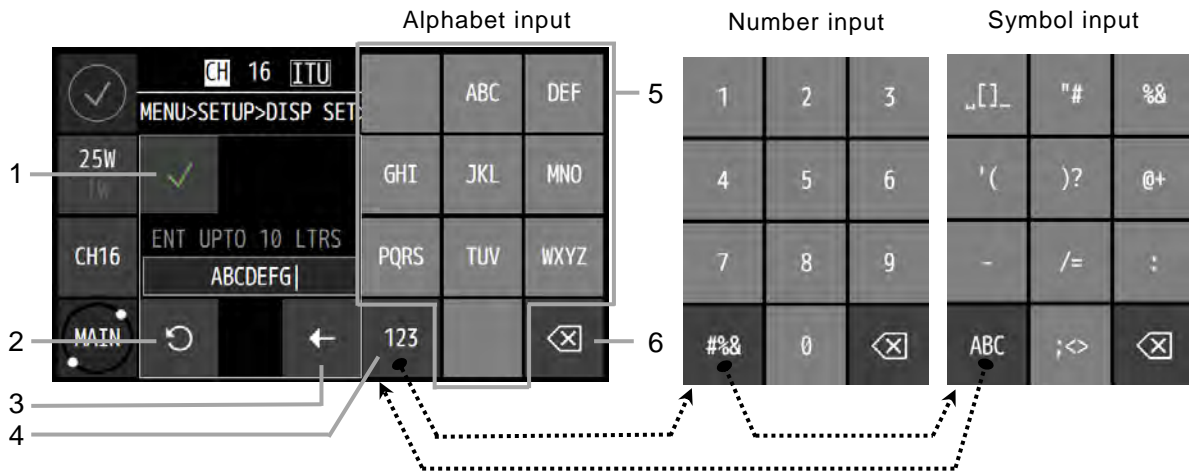 Alphabet input
Number input
Symbol input
CH 16 ITU
MENU>SETUP>DISP SET>
25W
1W
CH16
MAIN
ENT UPTO 10 LTRS
ABCDEFG
ABC DEF
GHI JKL MNO
PQRS TUV WXYZ
123
1 2 3
4 5 6
7 8 9
#%& 0
␣[]_ "# %&
'( )? @+
- /= :
ABC ;<>
1
2
3
4
5
6